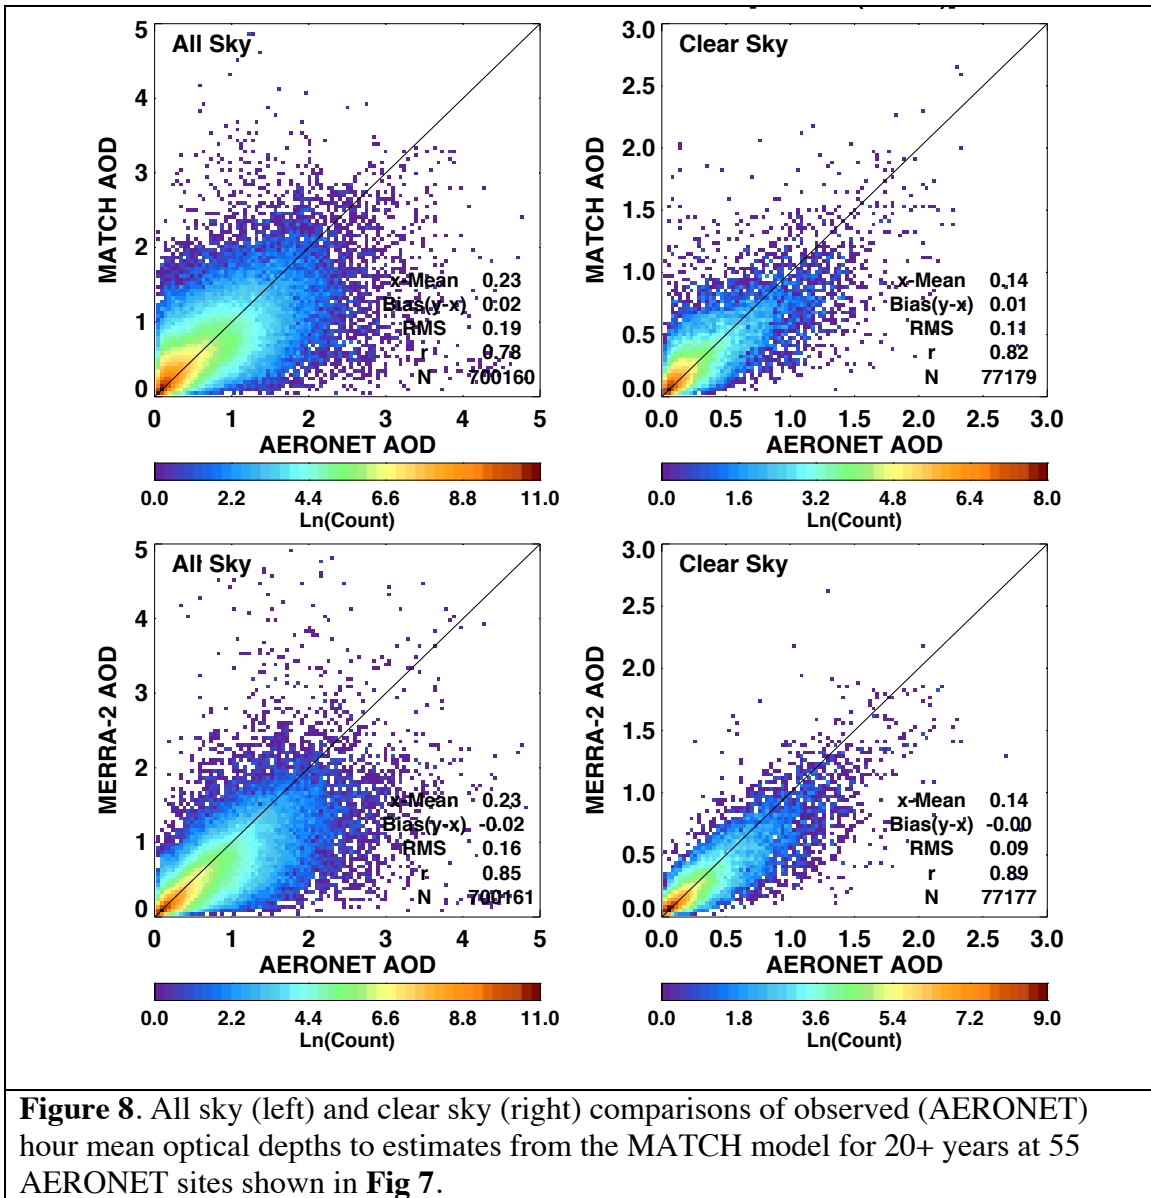 5
4
3
2
1
0
MATCH AOD
All Sky
x-Mean 0.23
Bias(y-x) 0.02
RMS 0.19
r 0.78
N 700160
0 1 2 3 4 5
AERONET AOD
0.0 2.2 4.4 6.6 8.8 11.0
Ln(Count)
3.0
2.5
2.0
1.5
1.0
0.5
0.0
MATCH AOD
Clear Sky
x-Mean 0.14
Bias(y-x) 0.01
RMS 0.11
r 0.82
N 77179
0.0 0.5 1.0 1.5 2.0 2.5 3.0
AERONET AOD
0.0 1.6 3.2 4.8 6.4 8.0
Ln(Count)
5
4
3
2
1
0
MERRA-2 AOD
All Sky
x-Mean 0.23
Bias(y-x) -0.02
RMS 0.16
r 0.85
N 700161
0 1 2 3 4 5
AERONET AOD
0.0 2.2 4.4 6.6 8.8 11.0
Ln(Count)
3.0
2.5
2.0
1.5
1.0
0.5
0.0
MERRA-2 AOD
Clear Sky
x-Mean 0.14
Bias(y-x) -0.00
RMS 0.09
r 0.89
N 77177
0.0 0.5 1.0 1.5 2.0 2.5 3.0
AERONET AOD
0.0 1.8 3.6 5.4 7.2 9.0
Ln(Count)
Figure 8. All sky (left) and clear sky (right) comparisons of observed (AERONET)
hour mean optical depths to estimates from the MATCH model for 20+ years at 55
AERONET sites shown in Fig 7.